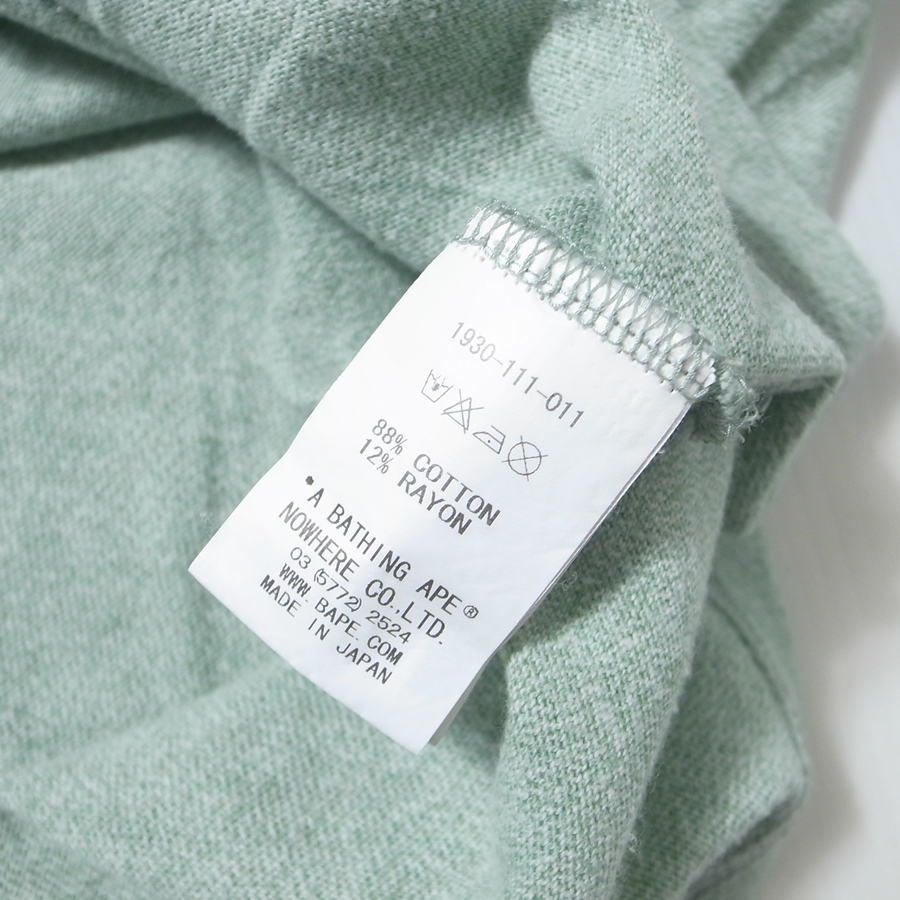 1930-111-011
88% COTTON
12% RAYON
•A BATHING APE®
NOWHERE CO.,LTD.
03 (5772) 2524
WWW. BAPE. COM
MADE IN JAPAN